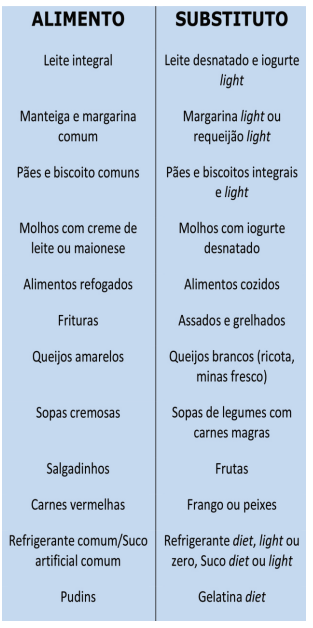 ALIMENTO SUBSTITUTO
Leite integral Leite desnatado e iogurte
light
Manteiga e margarina Margarina light ou
comum requeijão light
Pães e biscoito comuns Pães e biscoitos integrais
e light
Molhos com creme de Molhos com iogurte
leite ou maionese desnatado
Alimentos refogados Alimentos cozidos
Frituras Assados e grelhados
Queijos amarelos Queijos brancos (ricota,
minas fresco)
Sopas cremosas Sopas de legumes com
carnes magras
Salgadinhos Frutas
Carnes vermelhas Frango ou peixes
Refrigerante comum/Suco Refrigerante diet, light ou
artificial comum zero, Suco diet ou light
Pudins Gelatina diet